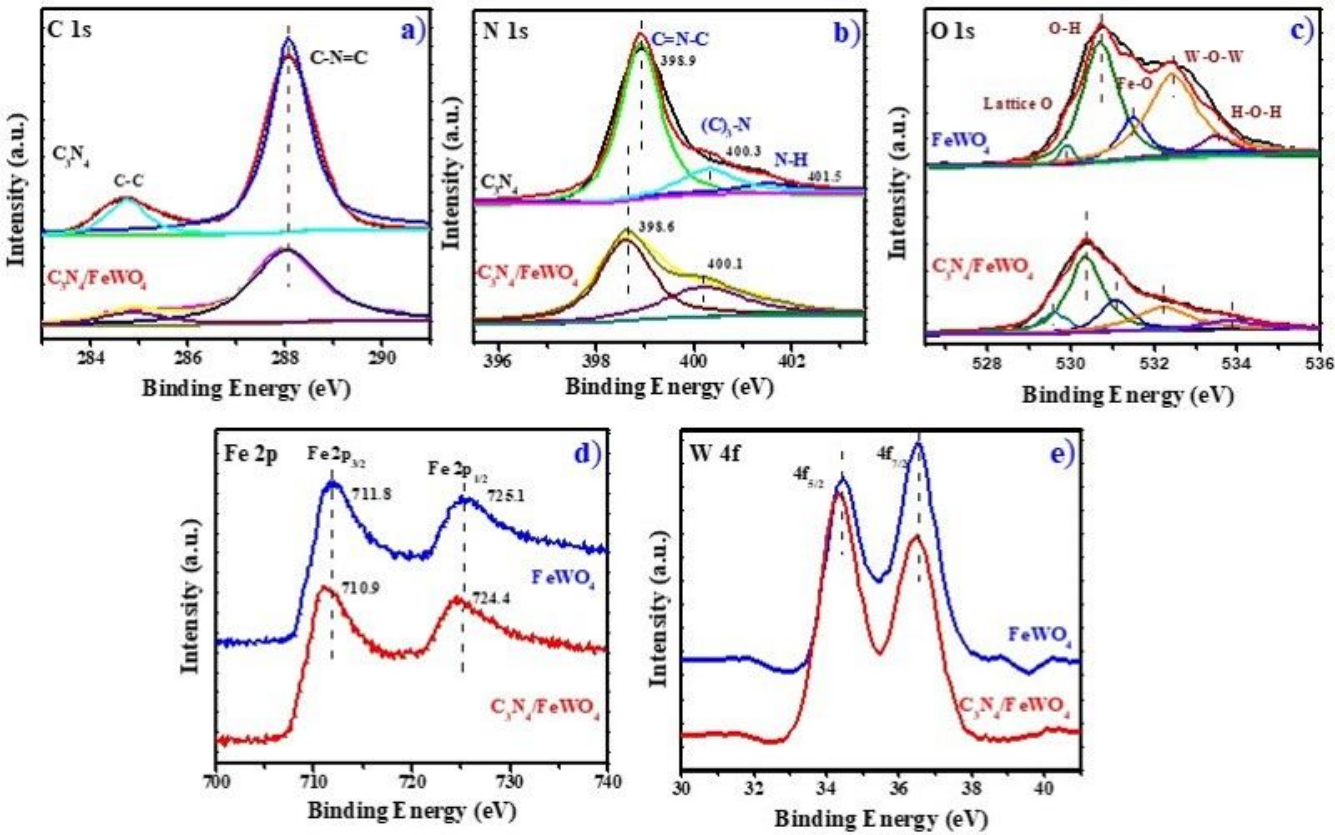 C 1s
a)
C-N=C
C₃N₄
C-C
C₃N₄/FeWO₄
Intensity (a.u.)
284 286 288 290
Binding Energy (eV)
N 1s
b)
C=N-C
398.9
(C)₃-N
400.3
N-H
401.5
C₃N₄
398.6
C₃N₄/FeWO₄
400.1
Intensity (a.u.)
396 398 400 402
Binding Energy (eV)
O 1s
c)
O-H
W-O-W
Fe-O
Lattice O
H-O-H
FeWO₄
C₃N₄/FeWO₄
Intensity (a.u.)
528 530 532 534 536
Binding Energy (eV)
Fe 2p
Fe 2p₃/₂
d)
Fe 2p₁/₂
711.8
725.1
FeWO₄
710.9
724.4
C₃N₄/FeWO₄
Intensity (a.u.)
700 710 720 730 740
Binding Energy (eV)
W 4f
e)
4f₅/₂
4f₇/₂
FeWO₄
C₃N₄/FeWO₄
Intensity (a.u.)
30 32 34 36 38 40
Binding Energy (eV)